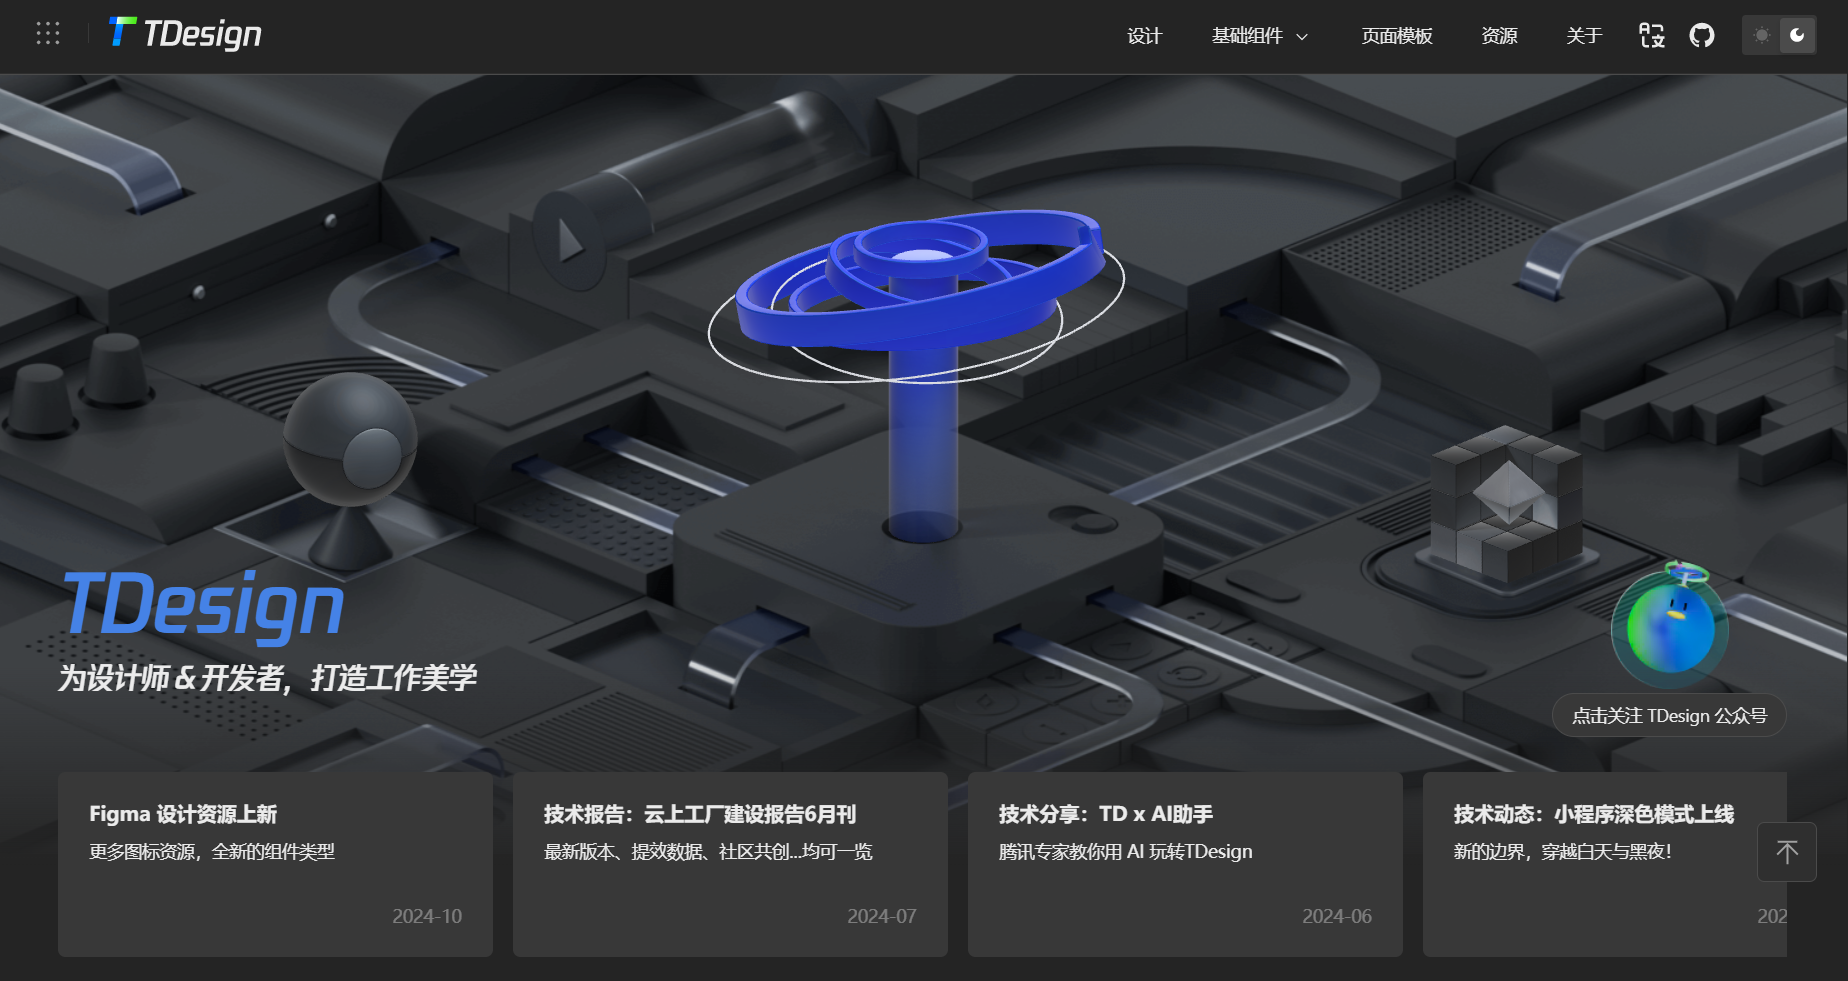 TDesign
设计
基础组件
页面模板
资源
关于
TDesign
为设计师 & 开发者，打造工作美学
点击关注 TDesign 公众号
Figma 设计资源上新
更多图标资源，全新的组件类型
2024-10
技术报告：云上工厂建设报告6月刊
最新版本、提效数据、社区共创...均可一览
2024-07
技术分享：TD x AI助手
腾讯专家教你用 AI 玩转TDesign
2024-06
技术动态：小程序深色模式上线
新的边界，穿越白天与黑夜！
202